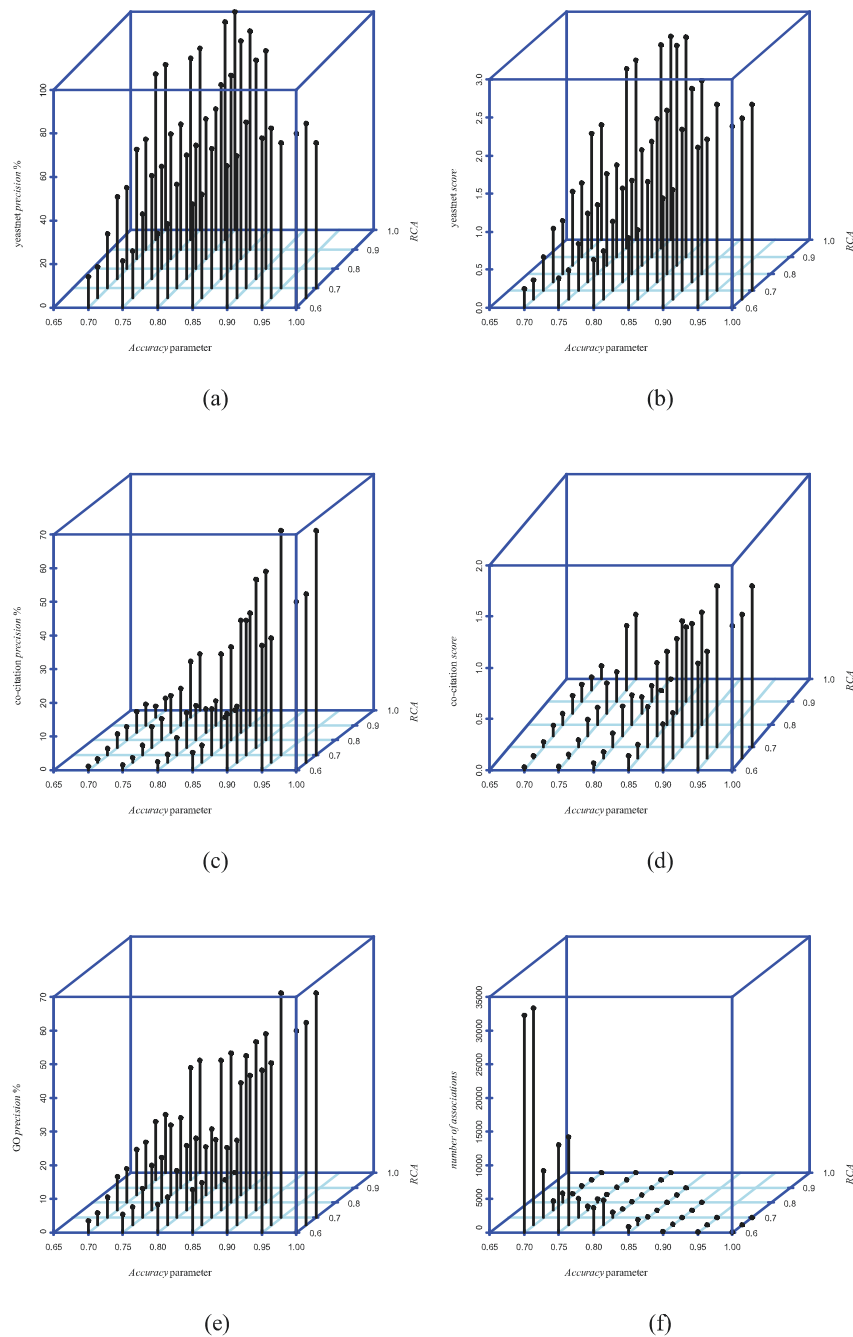 100
80
60
40
20
0
yeastnet precision %
0.65 0.70 0.75 0.80 0.85 0.90 0.95 1.00
0.6 0.7 0.8 0.9 1.0
RCA
Accuracy parameter
(a)
3.0
2.5
2.0
1.5
1.0
0.5
0.0
yeastnet score
0.65 0.70 0.75 0.80 0.85 0.90 0.95 1.00
0.6 0.7 0.8 0.9 1.0
RCA
Accuracy parameter
(b)
70
60
50
40
30
20
10
0
co-citation precision %
0.65 0.70 0.75 0.80 0.85 0.90 0.95 1.00
0.6 0.7 0.8 0.9 1.0
RCA
Accuracy parameter
(c)
2.0
1.5
1.0
0.5
0.0
co-citation score
0.65 0.70 0.75 0.80 0.85 0.90 0.95 1.00
0.6 0.7 0.8 0.9 1.0
RCA
Accuracy parameter
(d)
70
60
50
40
30
20
10
0
GO precision %
0.65 0.70 0.75 0.80 0.85 0.90 0.95 1.00
0.6 0.7 0.8 0.9 1.0
RCA
Accuracy parameter
(e)
35000
30000
25000
20000
15000
10000
5000
0
number of associations
0.65 0.70 0.75 0.80 0.85 0.90 0.95 1.00
0.6 0.7 0.8 0.9 1.0
RCA
Accuracy parameter
(f)